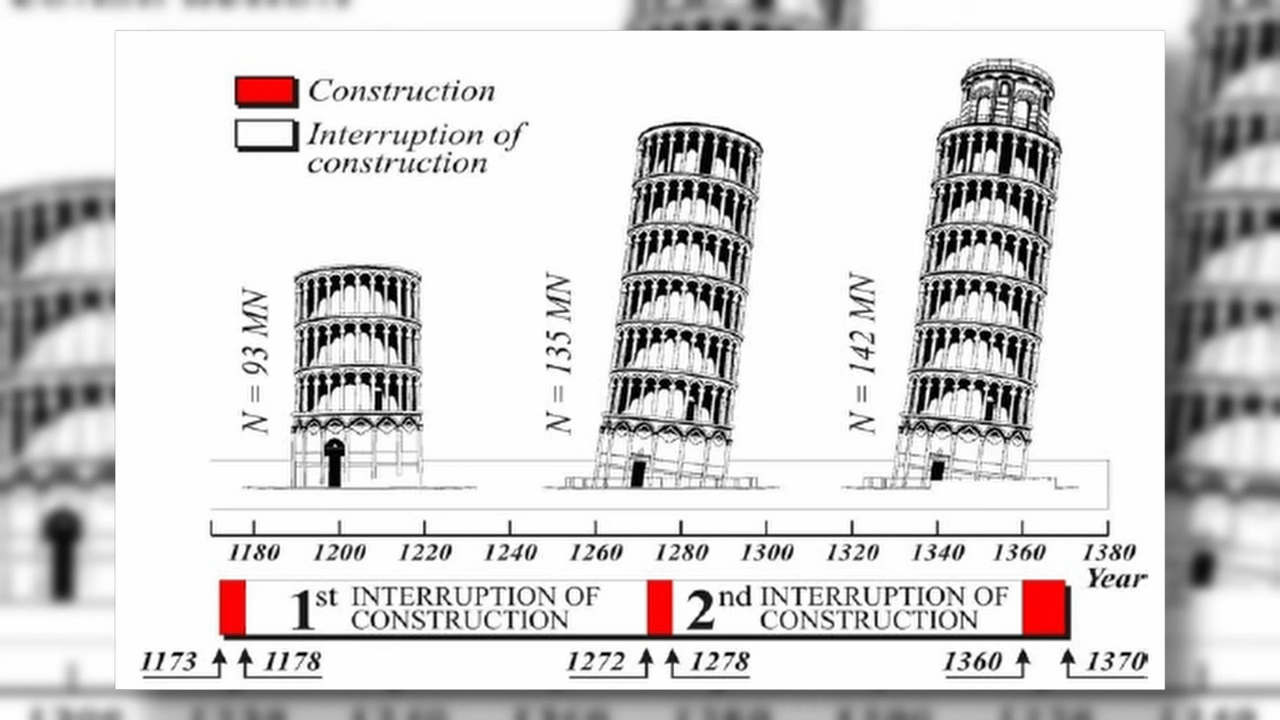 Construction
Interruption of
construction
N = 93 MN
N = 135 MN
N = 142 MN
1180 1200 1220 1240 1260 1280 1300 1320 1340 1360 1380
Year
1st INTERRUPTION OF
CONSTRUCTION
2nd INTERRUPTION OF
CONSTRUCTION
1173 1178 1272 1278 1360 1370